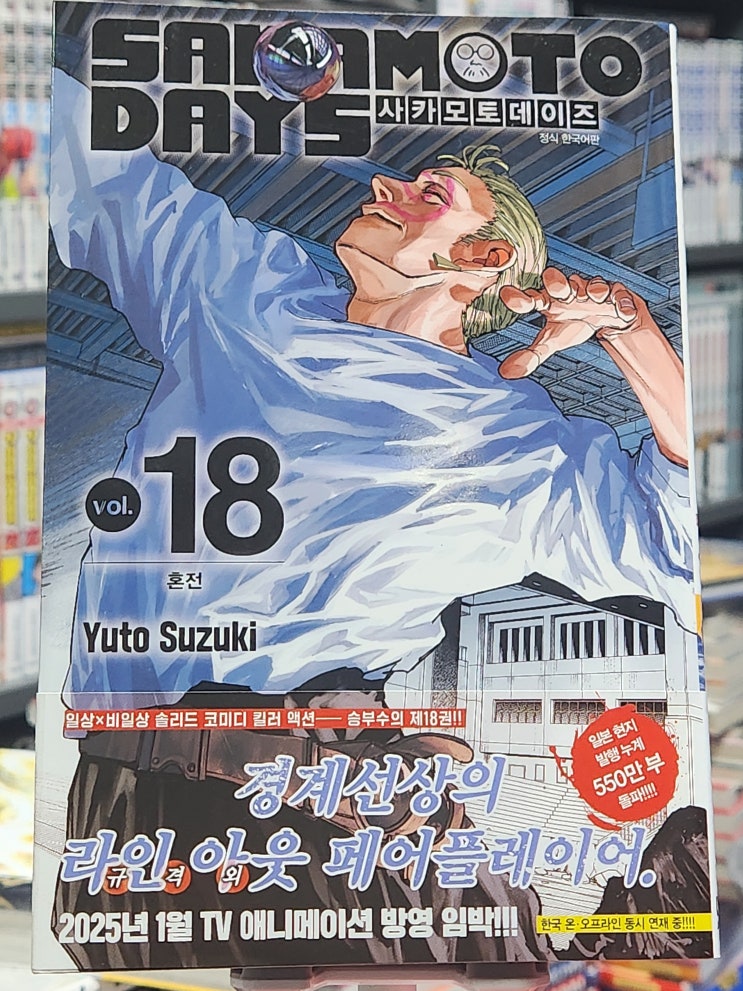 SAKAMOTO
DAYS
사카모토데이즈
정식 한국어판
vol. 18
혼전
Yuto Suzuki
일상×비일상 솔리드 코미디 킬러 액션── 승부수의 제18권!!
일본 현지
발행 누계
550만 부
돌파!!!!
경계선상의
라인 아웃 페어플레이어.
규격 외
2025년 1월 TV 애니메이션 방영 임박!!!
한국 온·오프라인 동시 연재 중!!!!